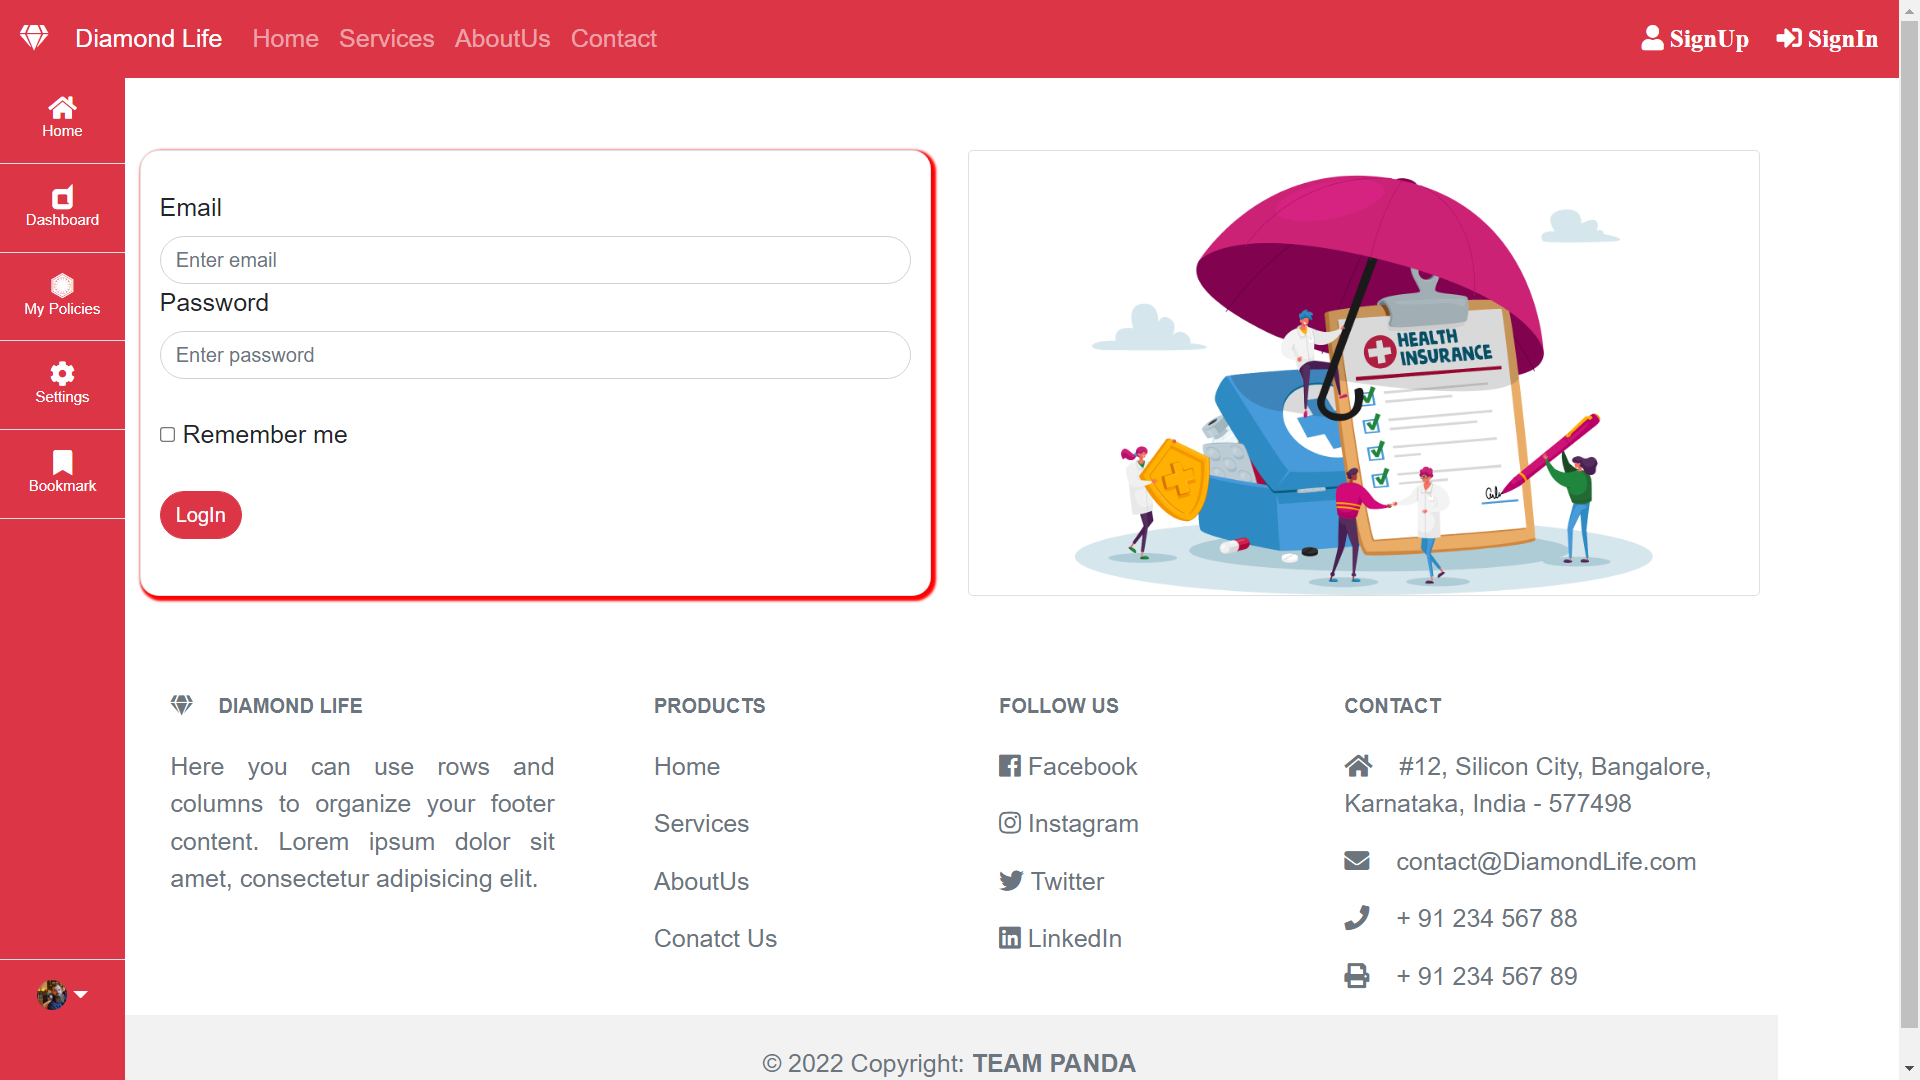 Diamond Life Home Services AboutUs Contact SignUp SignIn
Home
Dashboard
My Policies
Settings
Bookmark
Email
Enter email
Password
Enter password
Remember me
LogIn
HEALTH
INSURANCE
DIAMOND LIFE
Here you can use rows and
columns to organize your footer
content. Lorem ipsum dolor sit
amet, consectetur adipisicing elit.
PRODUCTS
Home
Services
AboutUs
Conatct Us
FOLLOW US
Facebook
Instagram
Twitter
LinkedIn
CONTACT
#12, Silicon City, Bangalore,
Karnataka, India - 577498
contact@DiamondLife.com
+ 91 234 567 88
+ 91 234 567 89
© 2022 Copyright: TEAM PANDA